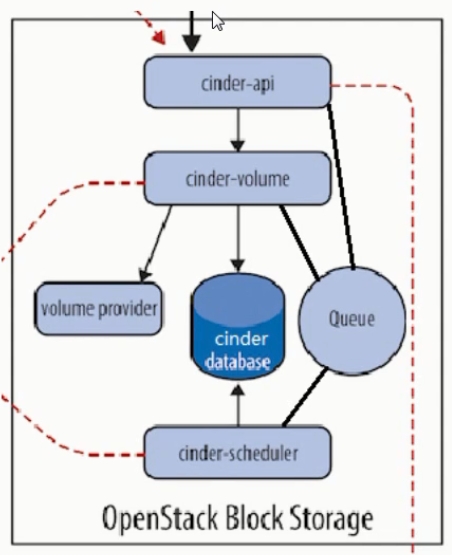 cinder-api
cinder-volume
volume provider
cinder
database
Queue
cinder-scheduler
OpenStack Block Storage